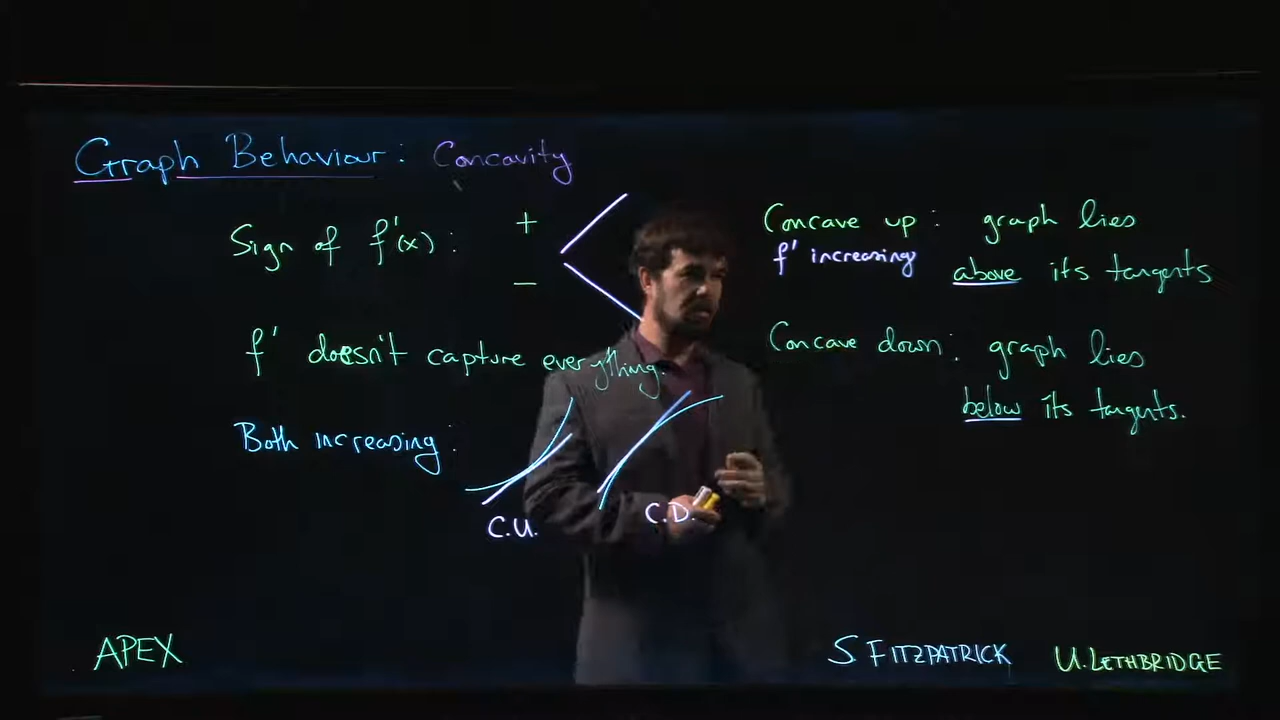 Graph Behaviour: Concavity
Sign of f'(x): +
−
f' doesn't capture everything.
Both increasing:
C.U.
C.D.
Concave up: graph lies
f' increasing
above its tangents
Concave down: graph lies
below its tangents.
APEX
S FITZPATRICK
U. LETHBRIDGE